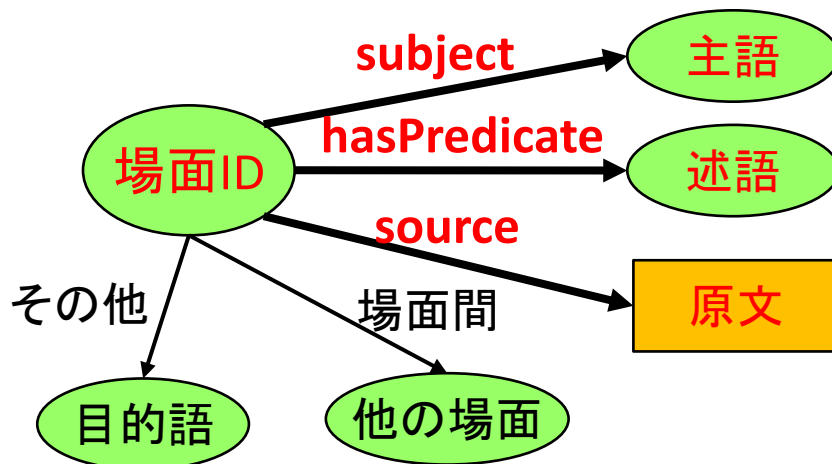 subject
主語
場面ID
hasPredicate
述語
source
原文
その他
場面間
目的語
他の場面